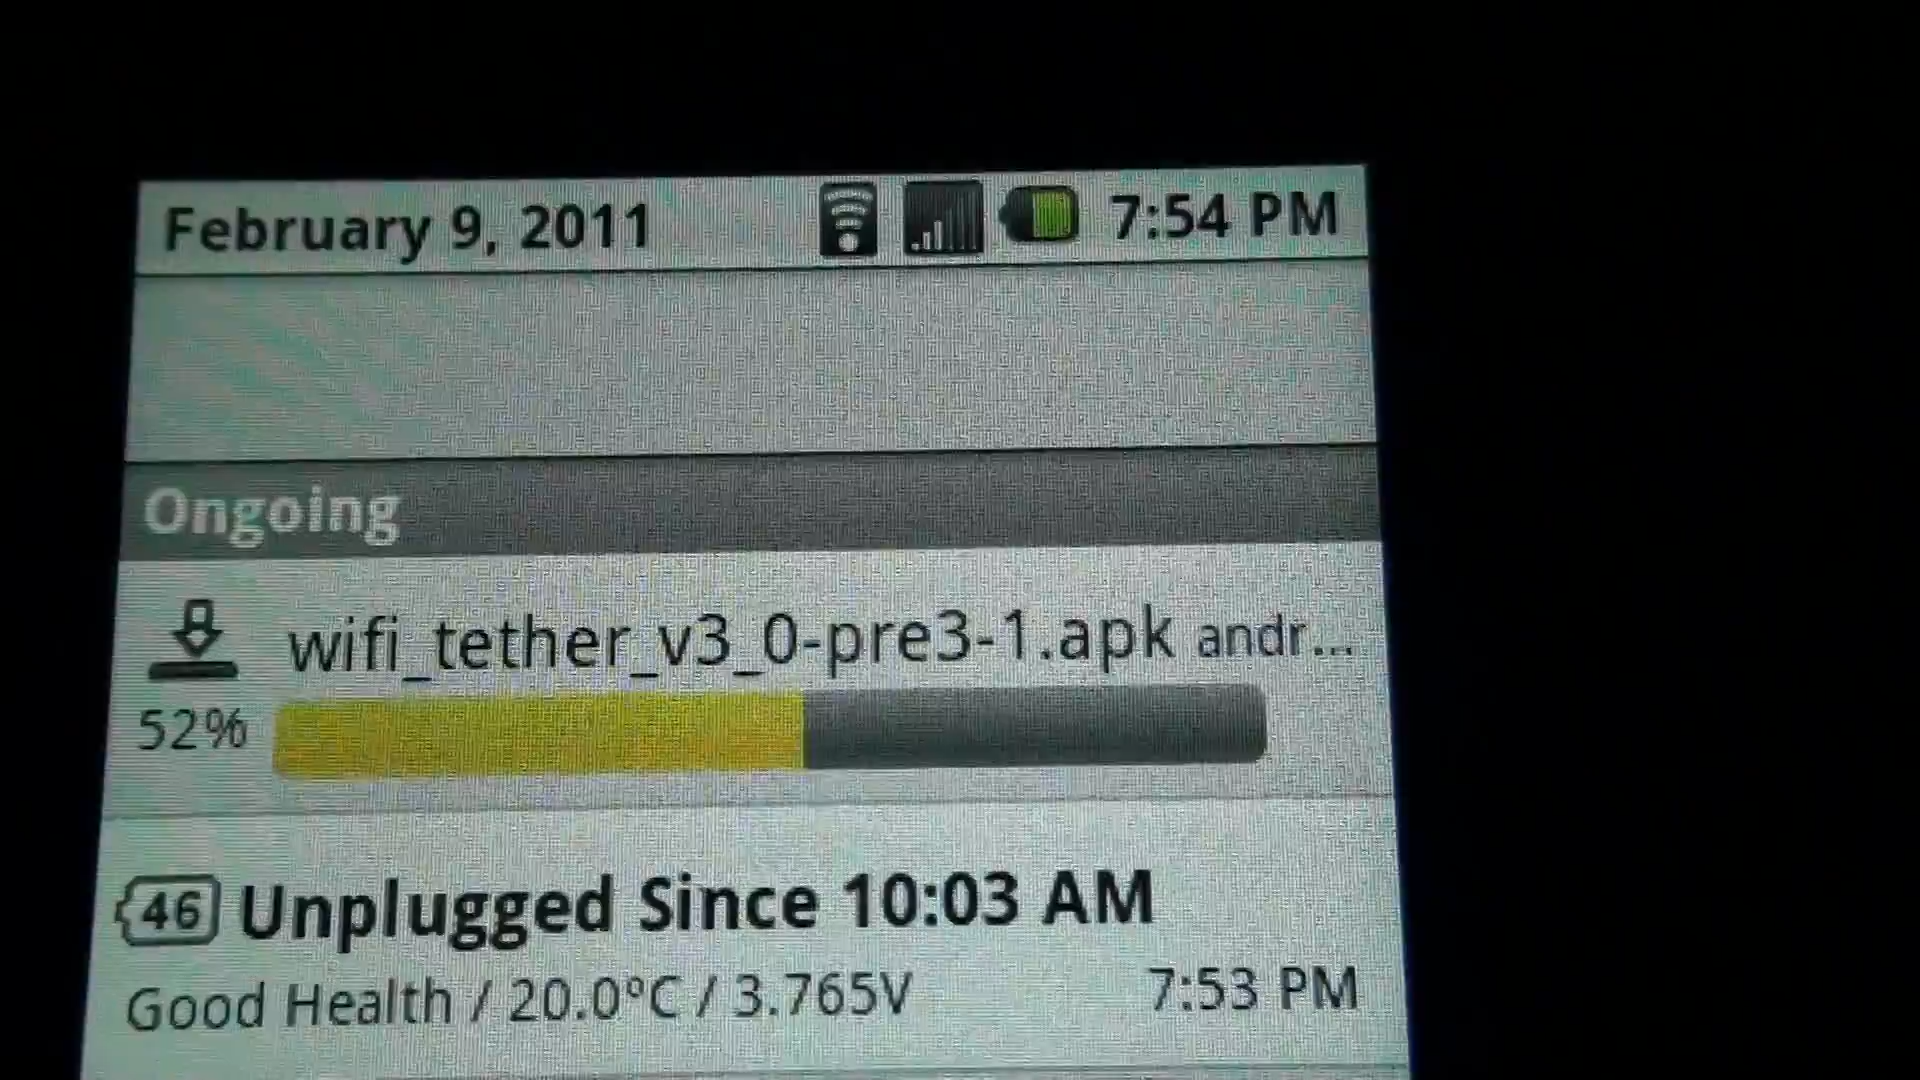 February 9, 2011 7:54 PM
Ongoing
wifi_tether_v3_0-pre3-1.apk andr...
52%
46 Unplugged Since 10:03 AM
Good Health / 20.0°C / 3.765V 7:53 PM